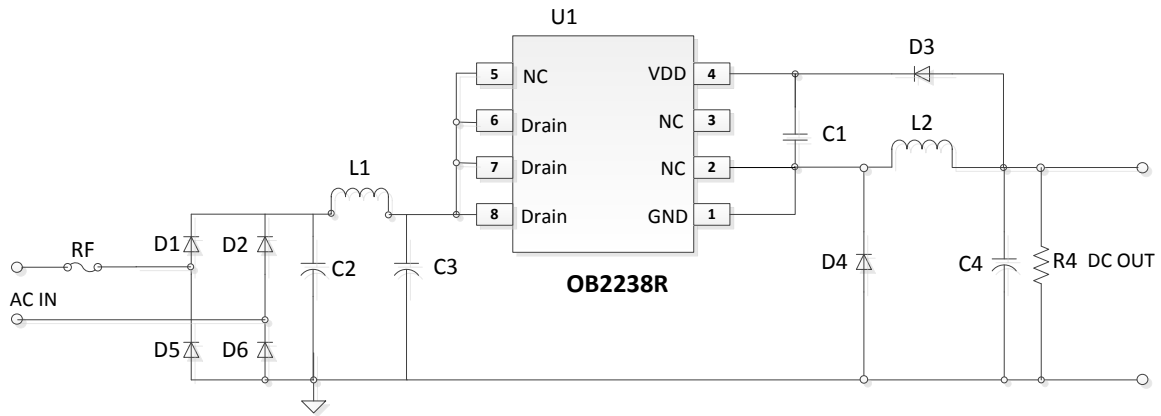 U1
5 NC VDD 4 D3
6 Drain NC 3 C1 L2
7 Drain NC 2
L1
8 Drain GND 1
RF D1 D2 C2 C3 D4 C4 R4 DC OUT
OB2238R
AC IN
D5 D6